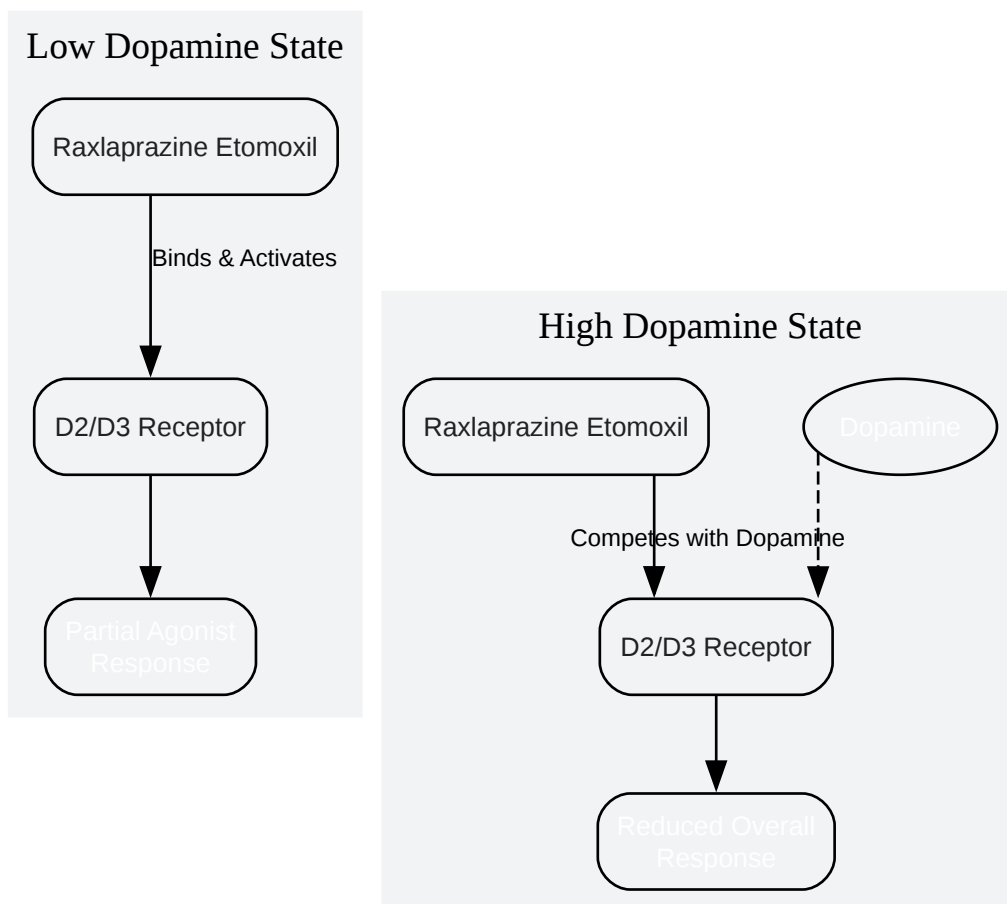 Low Dopamine State
Raxlaprazine Etomoxil
Binds & Activates
D2/D3 Receptor
Partial Agonist
Response
High Dopamine State
Raxlaprazine Etomoxil
Dopamine
Competes with Dopamine
D2/D3 Receptor
Reduced Overall
Response